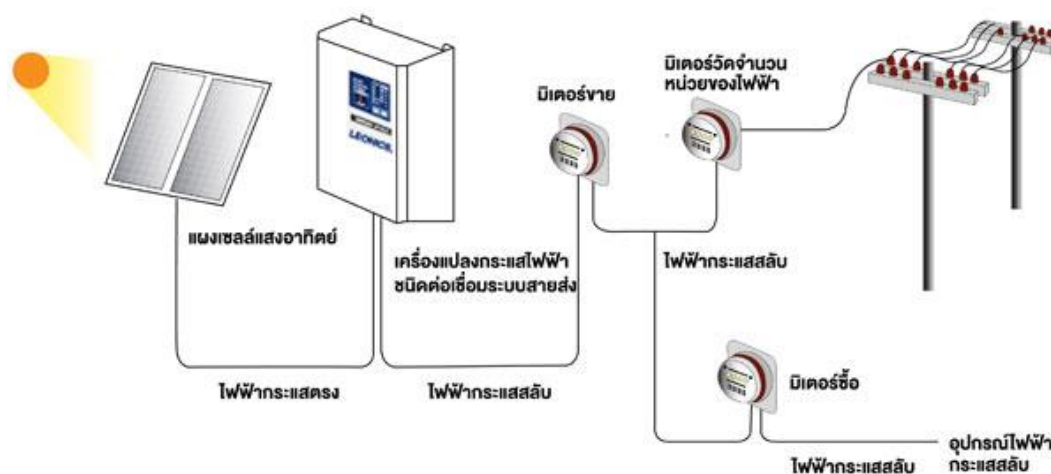 มิเตอร์วัดจำนวน
หน่วยของไฟฟ้า
มิเตอร์ขาย
LEONICS
แผงเซลล์แสงอาทิตย์
เครื่องแปลงกระแสไฟฟ้า
ชนิดต่อเชื่อมระบบสายส่ง
ไฟฟ้ากระแสสลับ
ไฟฟ้ากระแสตรง
ไฟฟ้ากระแสสลับ
มิเตอร์ซื้อ
ไฟฟ้ากระแสสลับ
อุปกรณ์ไฟฟ้า
กระแสสลับ